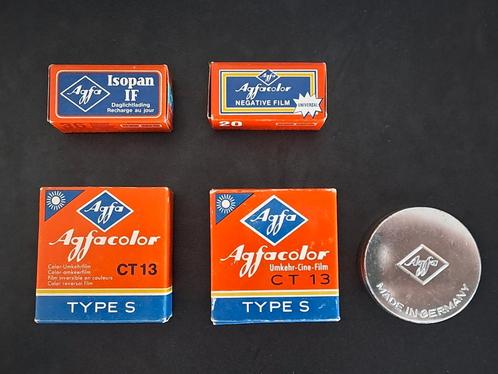 Agfa
Isopan
IF
Daglichtlading
Recharge au jour
Agfa
Agfacolor
NEGATIVE FILM
UNIVERSAL
20
Agfa
Agfacolor
CT 13
Color-Umkehrfilm
Color-omkeerfilm
Film inversible en couleurs
Color reversal film
TYPE S
Agfa
Agfacolor
Umkehr-Cine-Film
CT 13
TYPE S
Agfa
MADE IN GERMANY